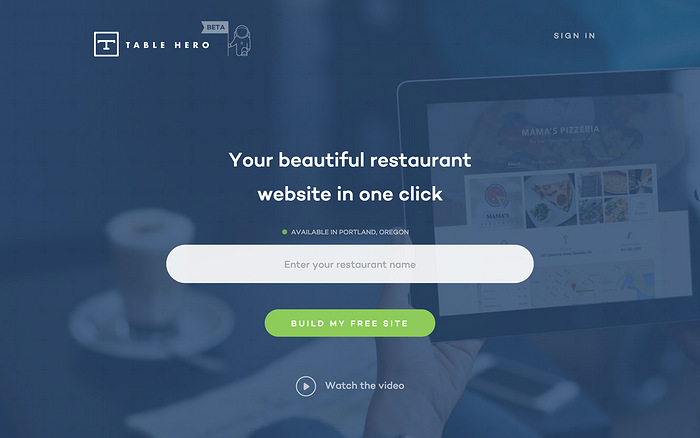 BETA
TABLE HERO
SIGN IN
MAMA'S PIZZERIA
Your beautiful restaurant
website in one click
MAMA'S
AVAILABLE IN PORTLAND, OREGON
Enter your restaurant name
BUILD MY FREE SITE
Watch the video